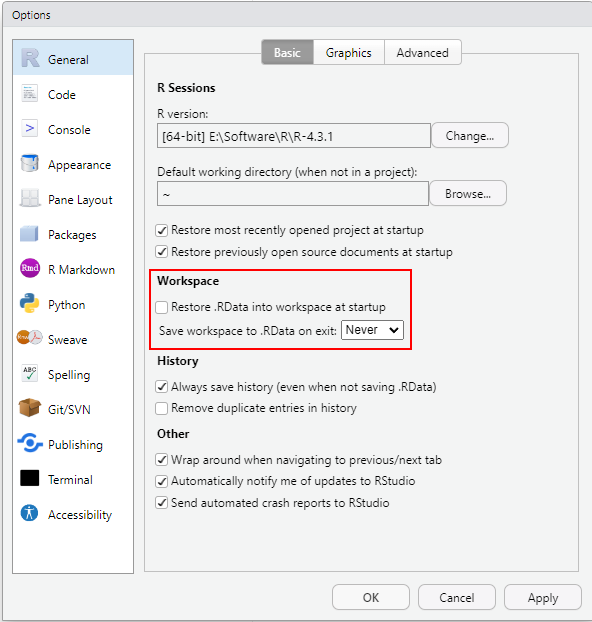 Options
General
Code
Console
Appearance
Pane Layout
Packages
Rmd R Markdown
Python
Sweave
ABC Spelling
Git/SVN
Publishing
Terminal
Accessibility
Basic Graphics Advanced
R Sessions
R version:
[64-bit] E:\Software\R\R-4.3.1 Change...
Default working directory (when not in a project):
~ Browse...
Restore most recently opened project at startup
Restore previously open source documents at startup
Workspace
Restore .RData into workspace at startup
Save workspace to .RData on exit: Never
History
Always save history (even when not saving .RData)
Remove duplicate entries in history
Other
Wrap around when navigating to previous/next tab
Automatically notify me of updates to RStudio
Send automated crash reports to RStudio
OK Cancel Apply